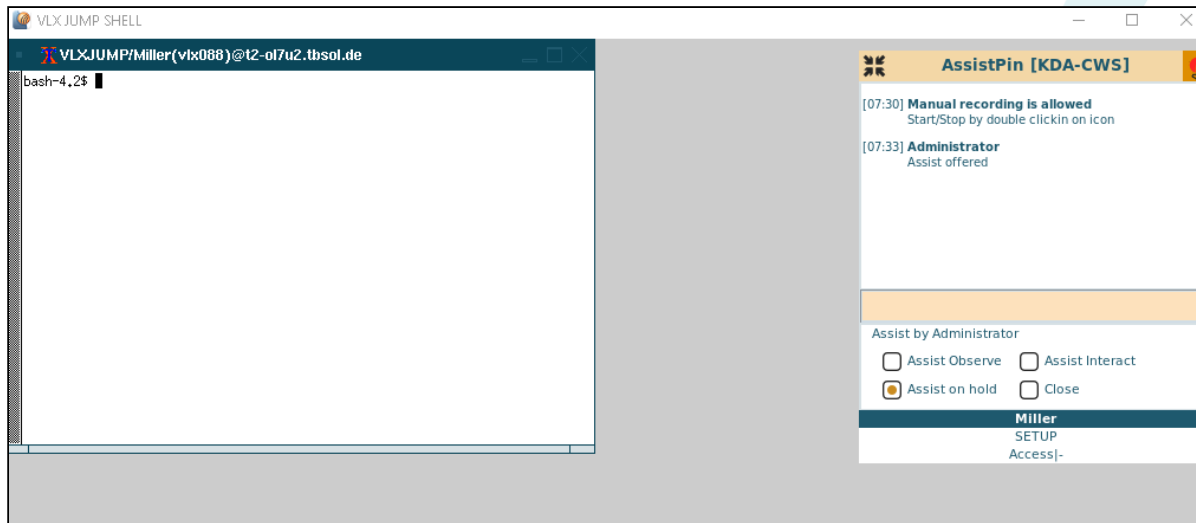 VLX JUMP SHELL
VLXJUMP/Miller(vlx088)@t2-ol7u2.tbsol.de
bash-4.2$
AssistPin [KDA-CWS]
[07:30] Manual recording is allowed
Start/Stop by double clickin on icon
[07:33] Administrator
Assist offered
Assist by Administrator
Assist Observe
Assist Interact
Assist on hold
Close
Miller
SETUP
Access|-